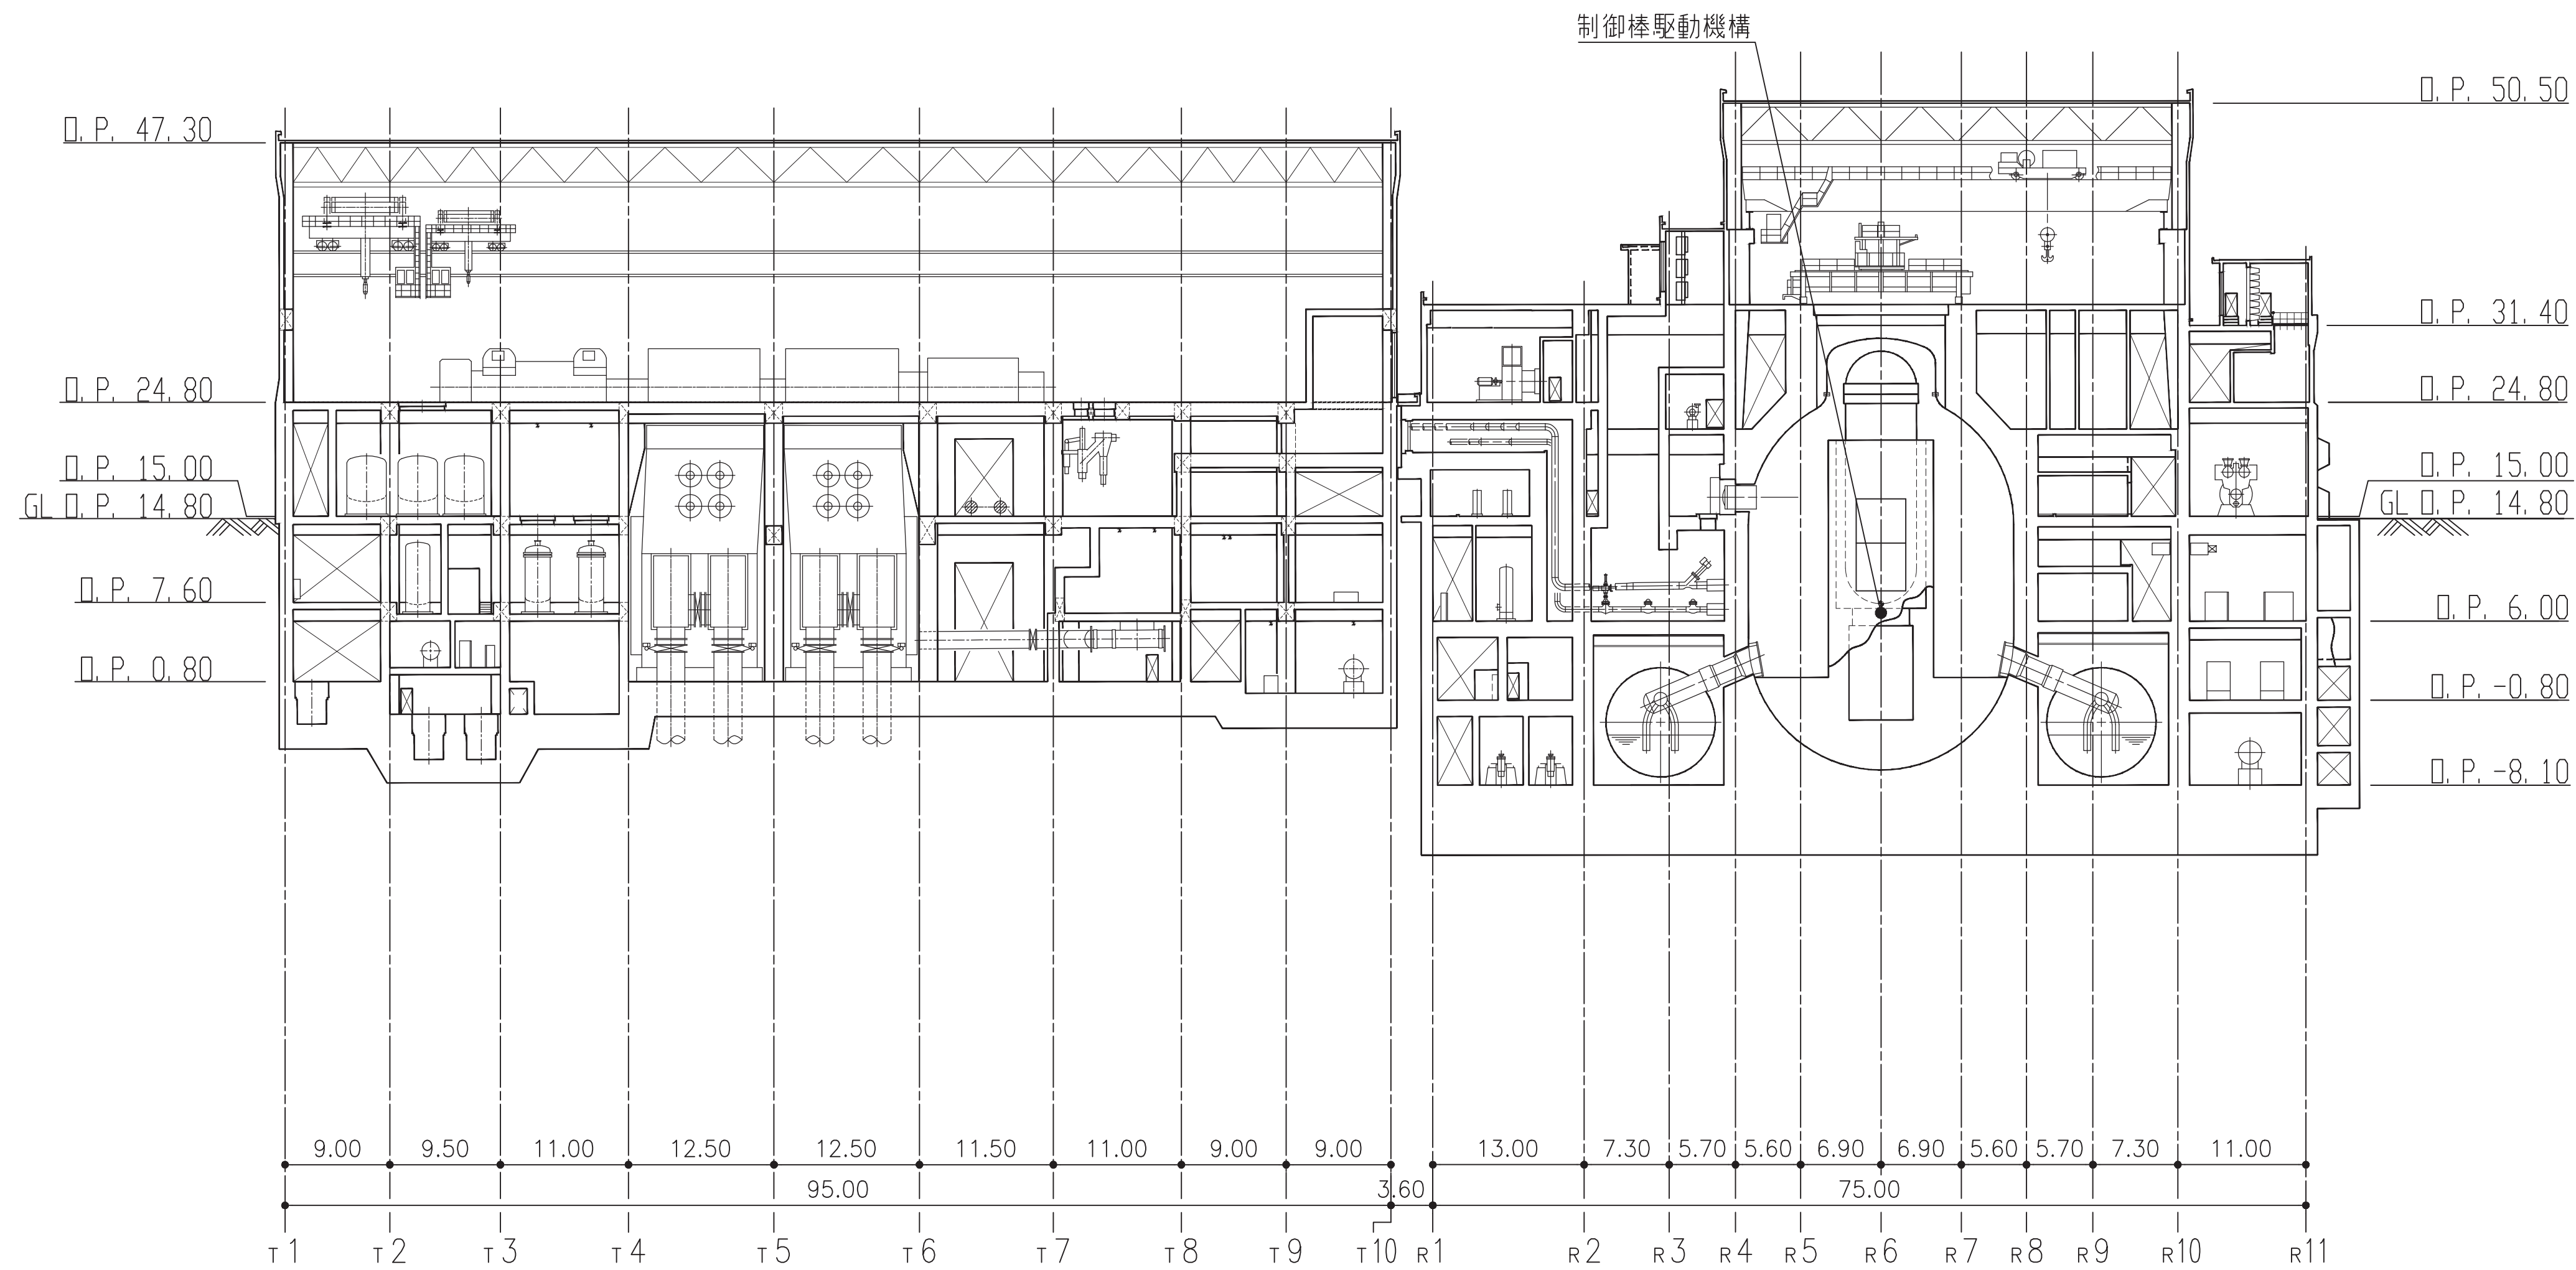 制御棒駆動機構
O.P. 50.50
O.P. 47.30
O.P. 31.40
O.P. 24.80
O.P. 24.80
O.P. 15.00
O.P. 15.00
GL O.P. 14.80
GL O.P. 14.80
O.P. 7.60
O.P. 6.00
O.P. 0.80
O.P. -0.80
O.P. -8.10
9.00 9.50 11.00 12.50 12.50 11.50 11.00 9.00 9.00 13.00 7.30 5.70 5.60 6.90 6.90 5.60 5.70 7.30 11.00
95.00 3.60 75.00
T1 T2 T3 T4 T5 T6 T7 T8 T9 T10 R1 R2 R3 R4 R5 R6 R7 R8 R9 R10 R11